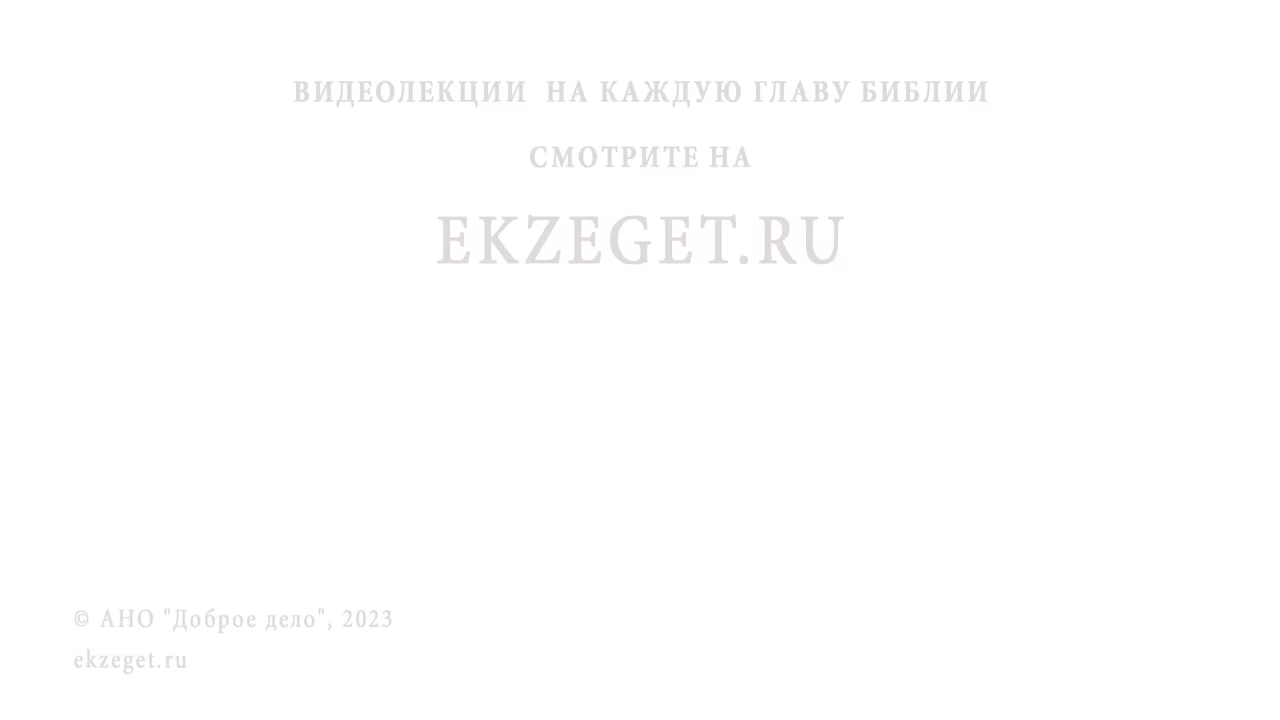 ВИДЕОЛЕКЦИИ НА КАЖДУЮ ГЛАВУ БИБЛИИ
СМОТРИТЕ НА
EKZEGET.RU
© АНО "Доброе дело", 2023
ekzeget.ru